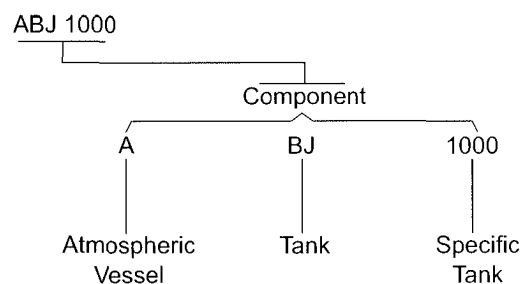 ABJ 1000
Component
A BJ 1000
Atmospheric Tank Specific
Vessel Tank